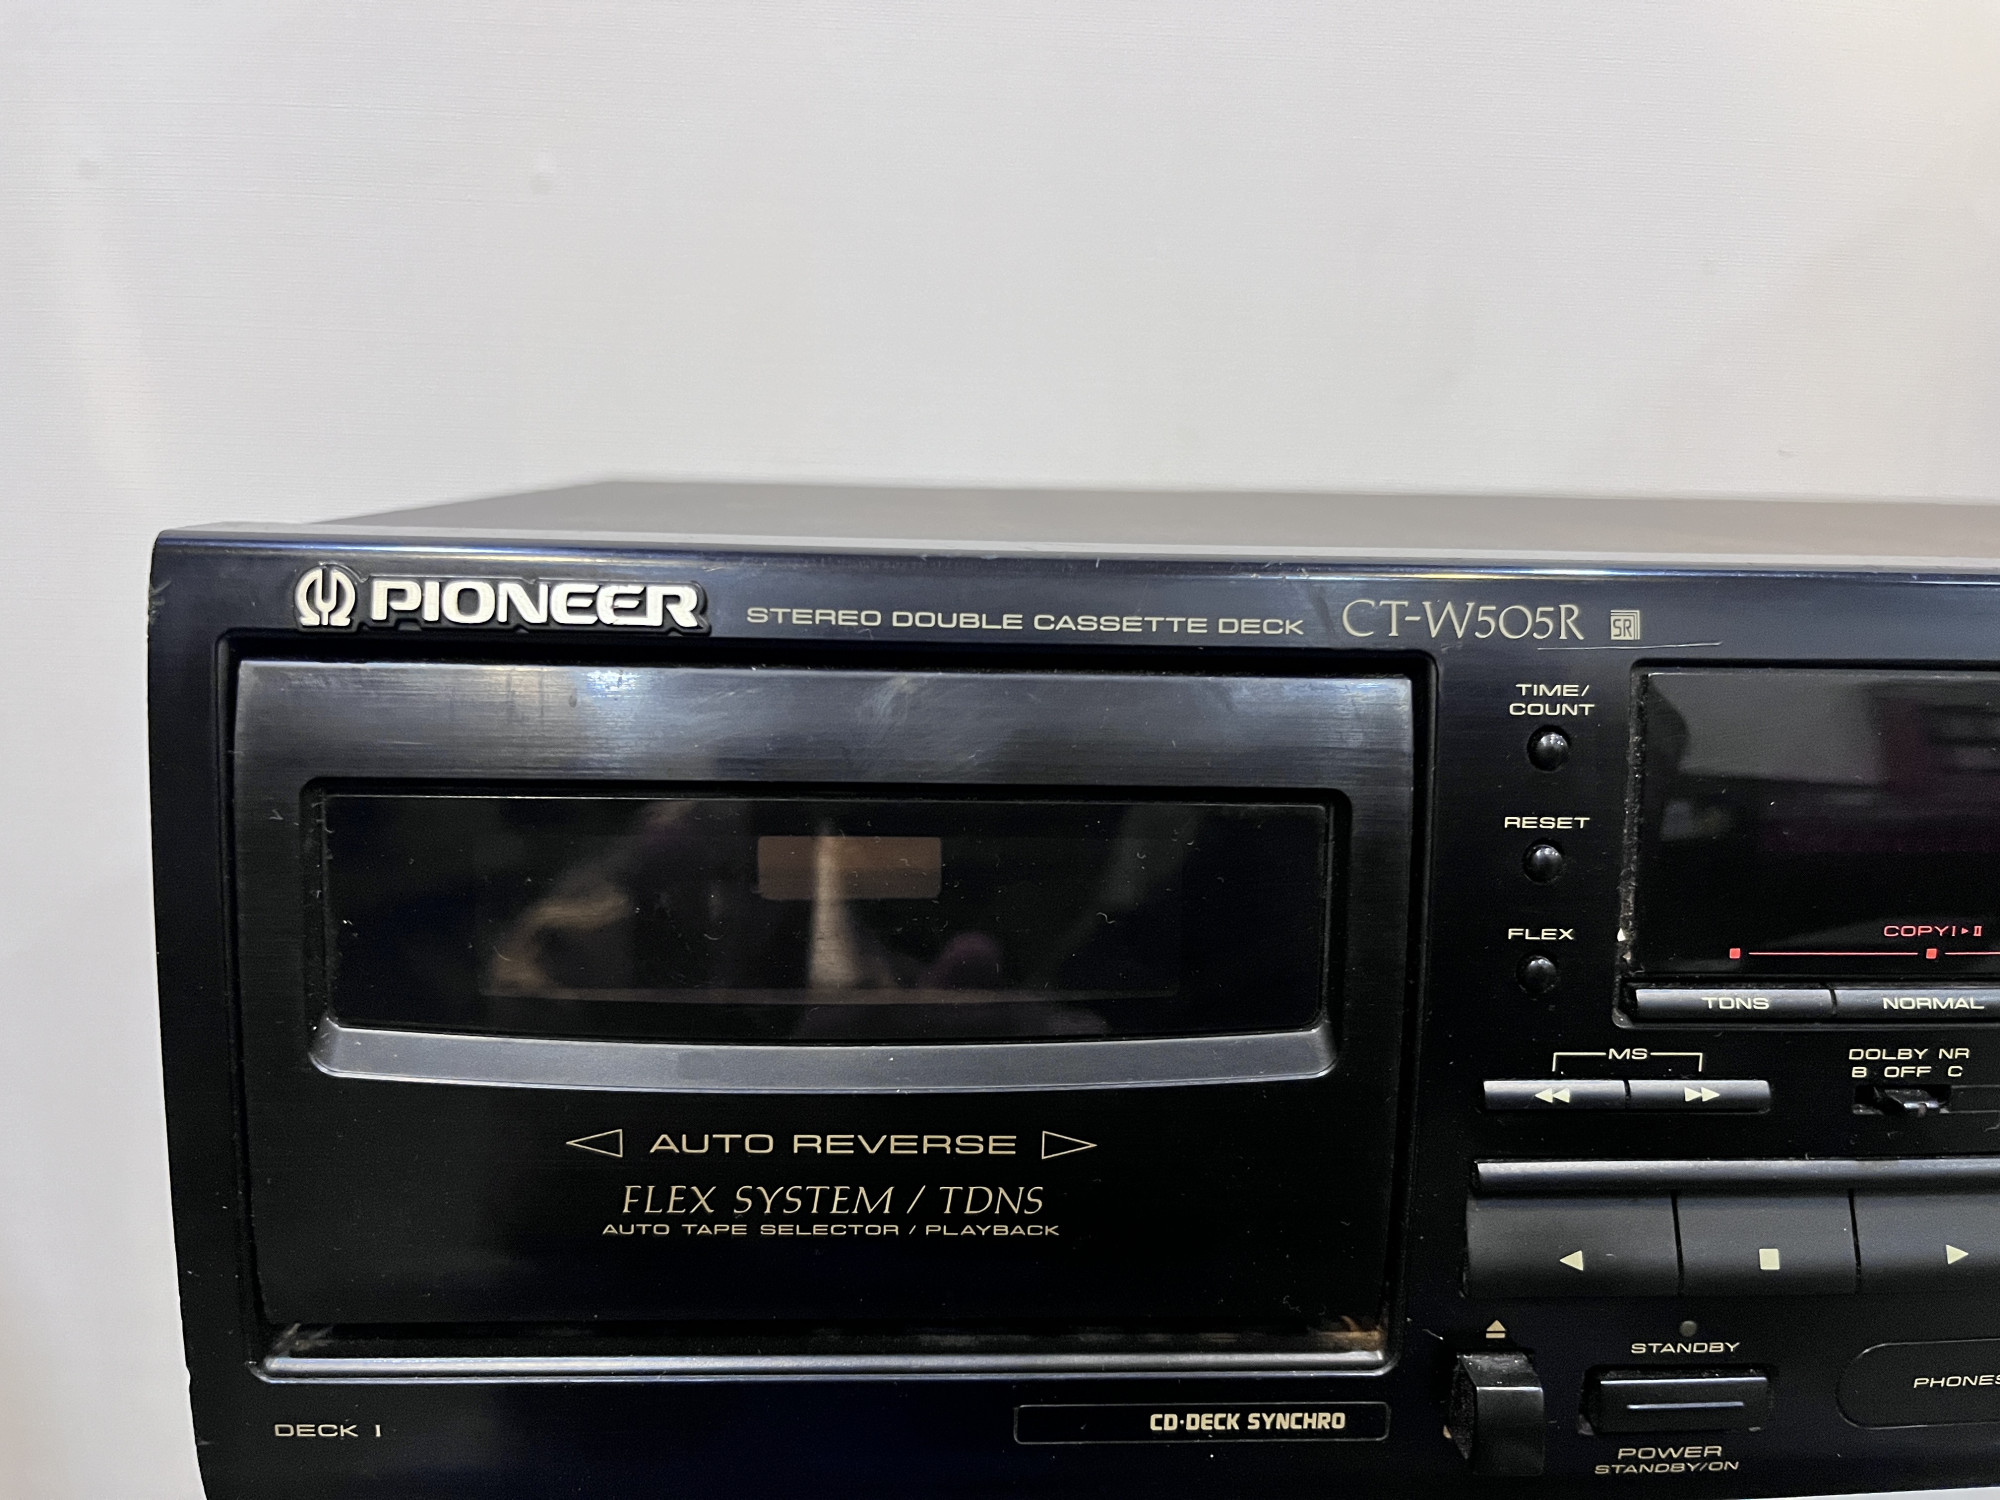 PIONEER STEREO DOUBLE CASSETTE DECK CT-W505R SR
TIME/
COUNT
RESET
FLEX
COPY I ▸ II
TDNS NORMAL
MS
DOLBY NR
B OFF C
AUTO REVERSE
FLEX SYSTEM / TDNS
AUTO TAPE SELECTOR / PLAYBACK
STANDBY
PHONES
DECK I
CD·DECK SYNCHRO
POWER
STANDBY/ON